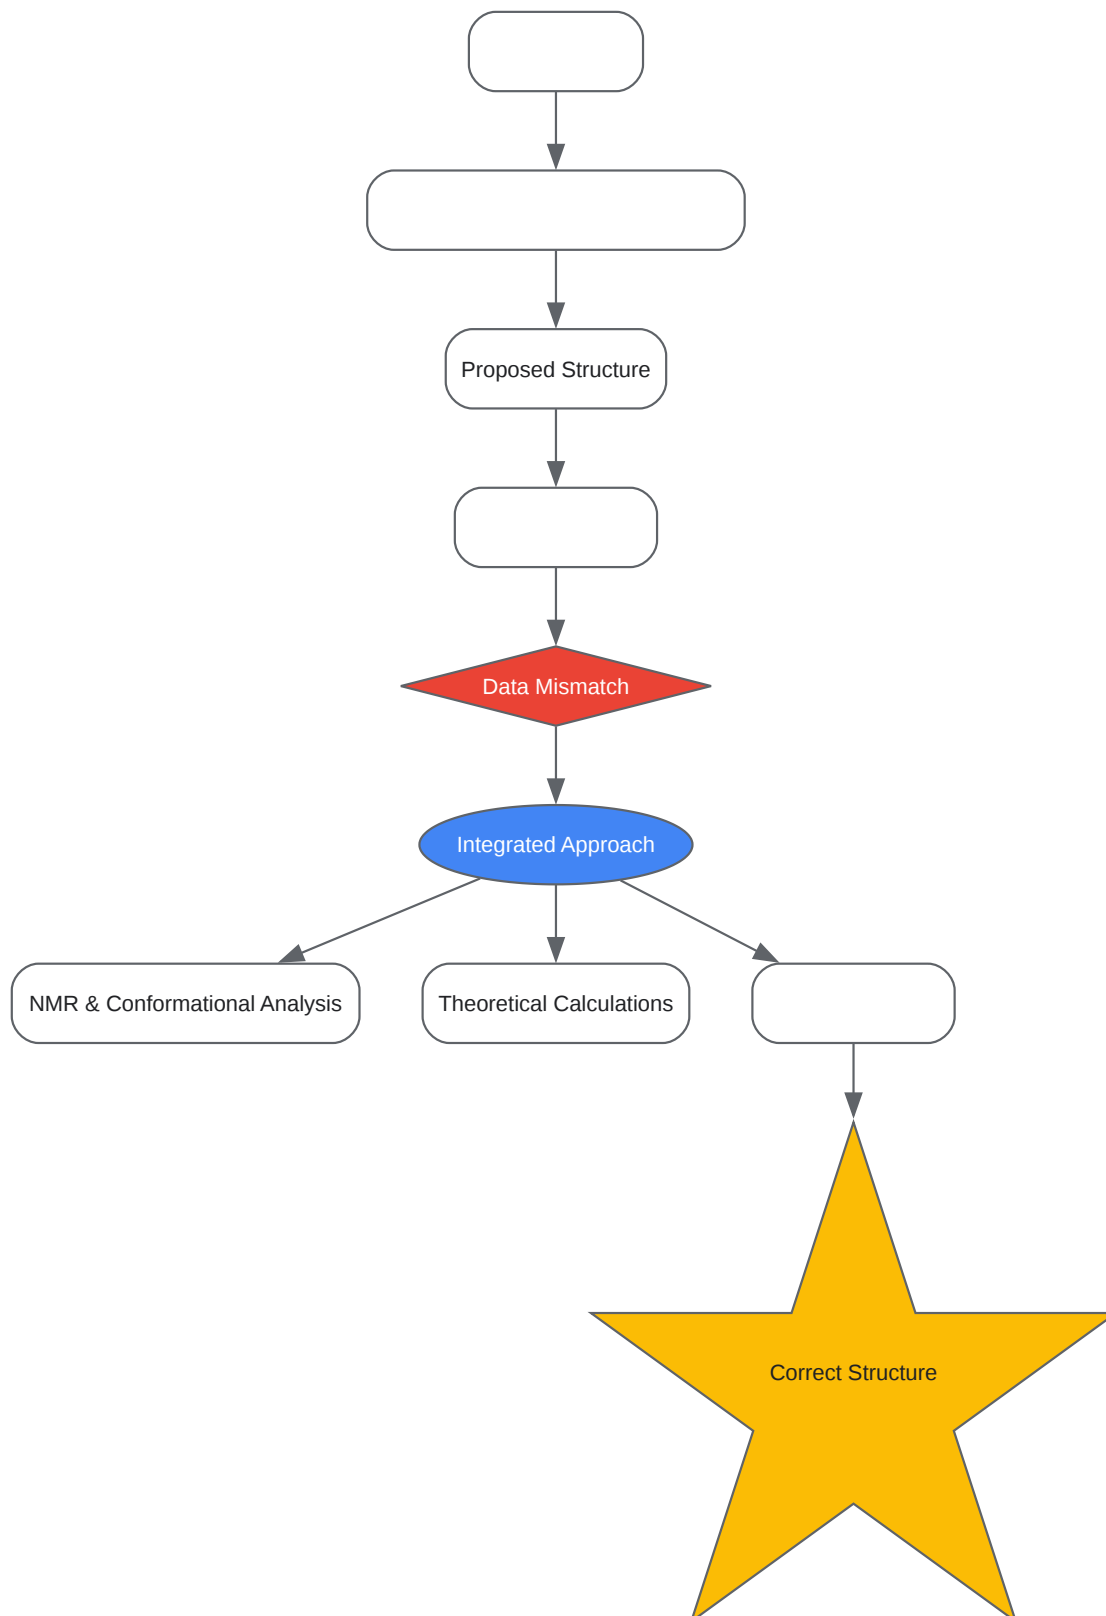 Proposed Structure
Data Mismatch
Integrated Approach
NMR & Conformational Analysis
Theoretical Calculations
Correct Structure